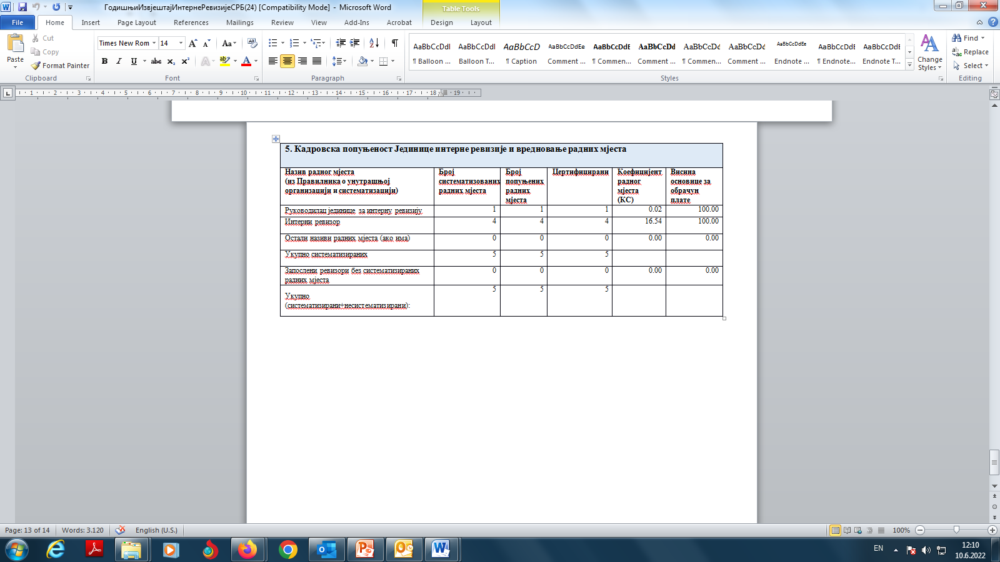 ГодишњиИзвјештајИнтернеРевизијеСРБ(24) [Compatibility Mode] - Microsoft Word
Table Tools
File Home Insert Page Layout References Mailings Review View Add-Ins Acrobat Design Layout
Paste
Cut
Copy
Format Painter
Times New Rom 14
AaBbCcDdI AaBbCcDdI AaBbCcD AaBbCcDdEe AaBbCcDdE AaBbCcDd AaBbCcDd AaBbCcDd AaBbCcDdEe AaBbCcDdE AaBbCcDdE
¶ Balloon ... Balloon T... ¶ Caption Comment ... ¶ Commen... Comment ... ¶ Commen... Comment ... Endnote ... ¶ Endnote... Endnote T...
Change Styles
Find
Replace
Select
Clipboard Font Paragraph Styles Editing
1 2 3 4 5 6 7 8 9 10 11 12 13 14 15 16 17 18 19
5. Кадровска попуњеност Јединице интерне ревизије и вредновање радних мјеста
Назив радног мјеста
(из Правилника о унутрашњој
организацији и систематизацији)
Број
систематизованих
радних мјеста
Број
попуњених
радних
мјеста
Цертифицирани
Коефицијент
радног
мјеста
(КС)
Висина
основице за
обрачун
плате
Руководилац јединице за интерну ревизију 1 1 1 0.02 100.00
Интерни ревизор 4 4 4 16.54 100.00
Остали називи радних мјеста (ако има) 0 0 0 0.00 0.00
Укупно систематизираних 5 5 5
Запослени ревизори без систематизираних
радних мјеста 0 0 0 0.00 0.00
Укупно
(систематизирани+несистематизирани): 5 5 5
Page: 13 of 14 Words: 3.120 English (U.S.) 100%
EN
12:10
10.6.2022